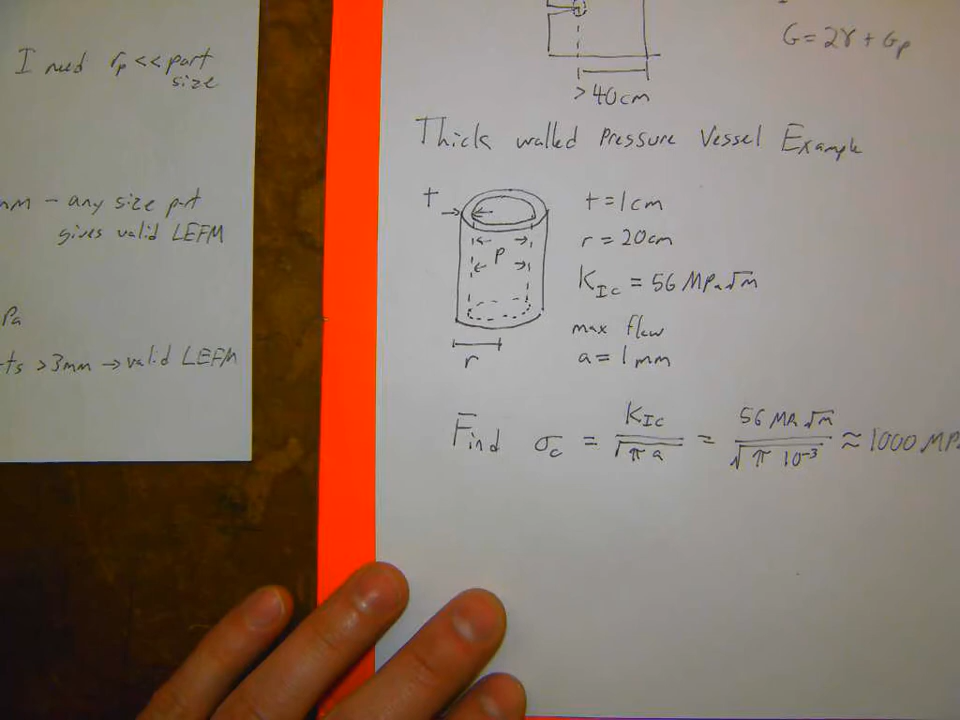 I need rp << part
size
mm - any size part
gives valid LEFM
Pa
ts > 3mm → valid LEFM
G = 2γ + Gp
> 40cm
Thick walled Pressure Vessel Example
t
P
r
t = 1cm
r = 20cm
KIc = 56 MPa√m
max flaw
a = 1mm
Find σc = KIc / √π a = 56 MPa √m / √π 10⁻³ ≈ 1000 MPa